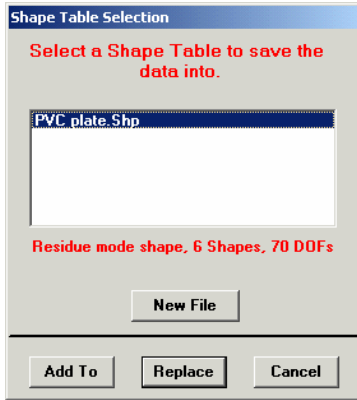 Shape Table Selection
Select a Shape Table to save the
data into.
PVC plate.Shp
Residue mode shape, 6 Shapes, 70 DOFs
New File
Add To
Replace
Cancel